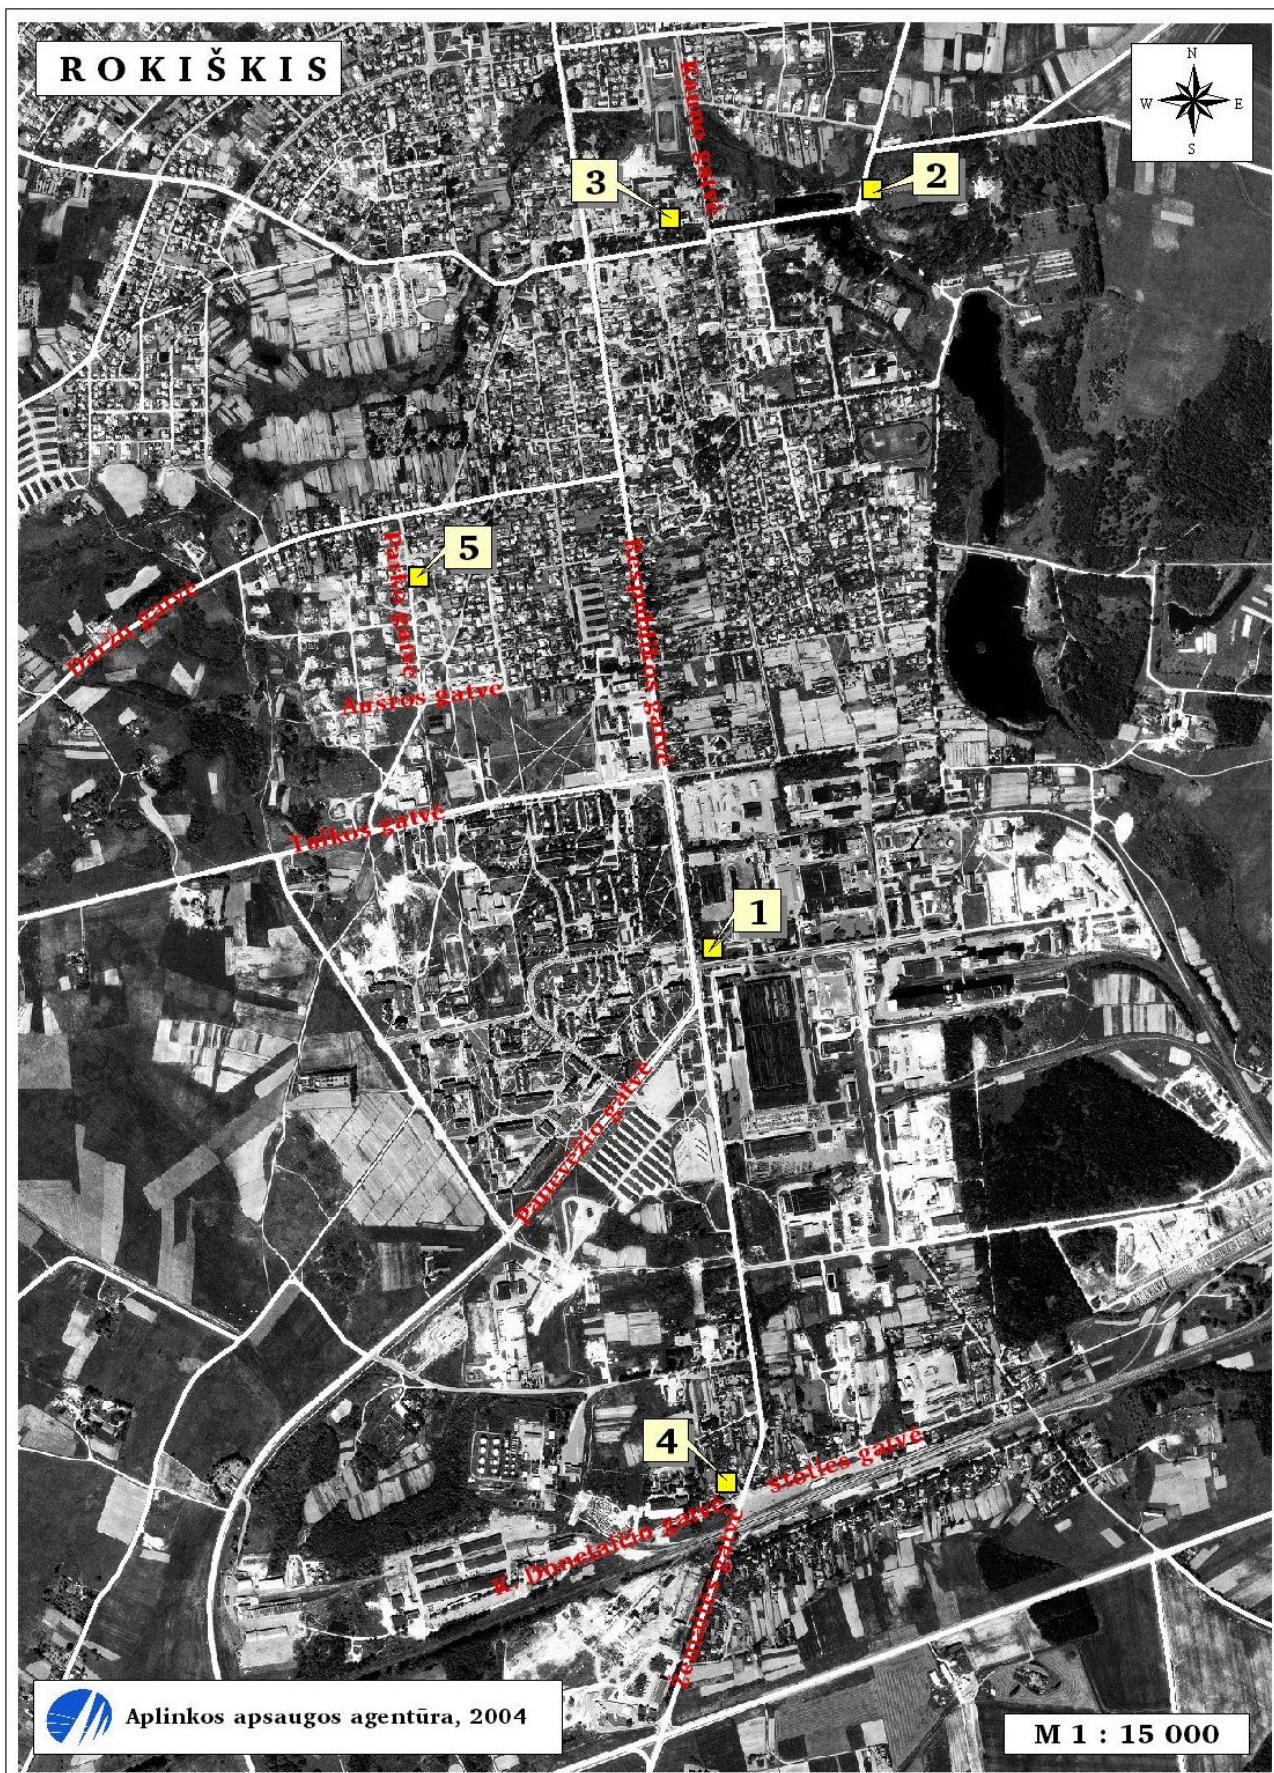 ROKIŠKIS
N
W E
S
Kauno gatvė
3
2
5
Parko gatvė
Respublikos gatvė
Daržų gatvė
Aušros gatvė
Taikos gatvė
1
Panevėžio gatvė
4
Stoties gatvė
K. Donelaičio gatvė
Žemaitės gatvė
Aplinkos apsaugos agentūra, 2004
M 1 : 15 000